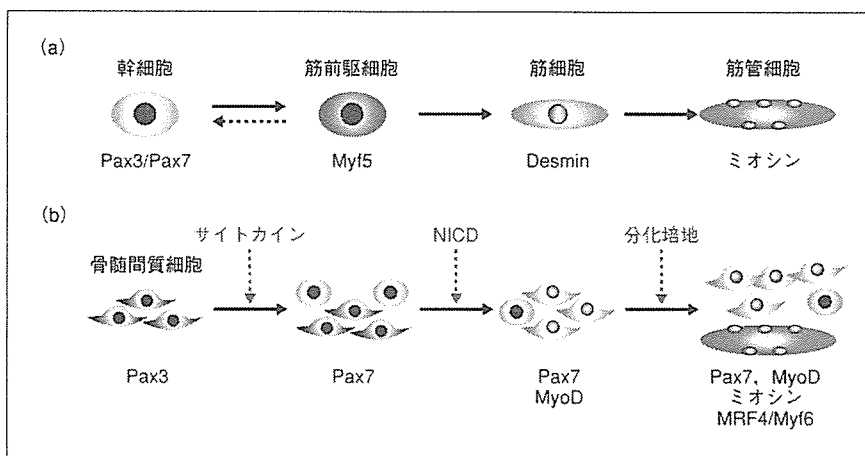 (a)
幹細胞 筋前駆細胞 筋細胞 筋管細胞
Pax3/Pax7 Myf5 Desmin ミオシン
(b)
サイトカイン NICD 分化培地
骨髄間質細胞
Pax3 Pax7 Pax7 Pax7，MyoD
MyoD ミオシン
MRF4/Myf6